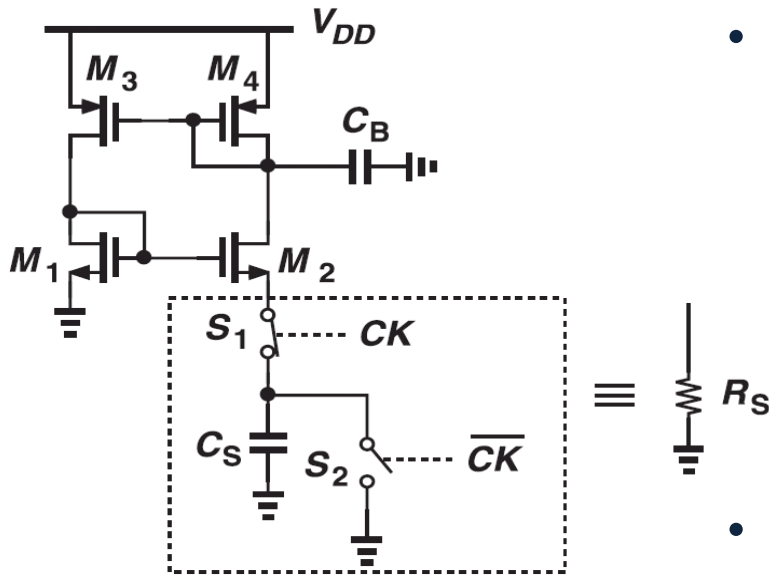 V_DD
M_3
M_4
C_B
M_1
M_2
S_1
CK
R_S
C_S
S_2
\overline{CK}